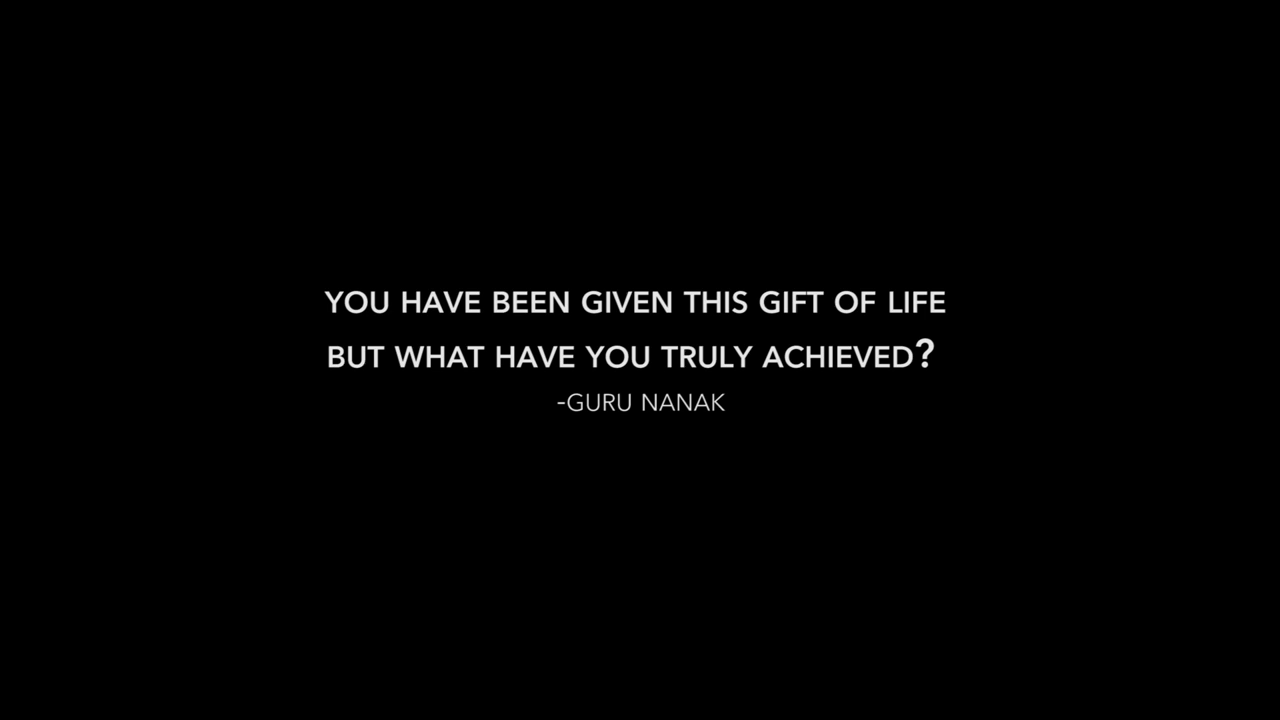 YOU HAVE BEEN GIVEN THIS GIFT OF LIFE
BUT WHAT HAVE YOU TRULY ACHIEVED?
-GURU NANAK